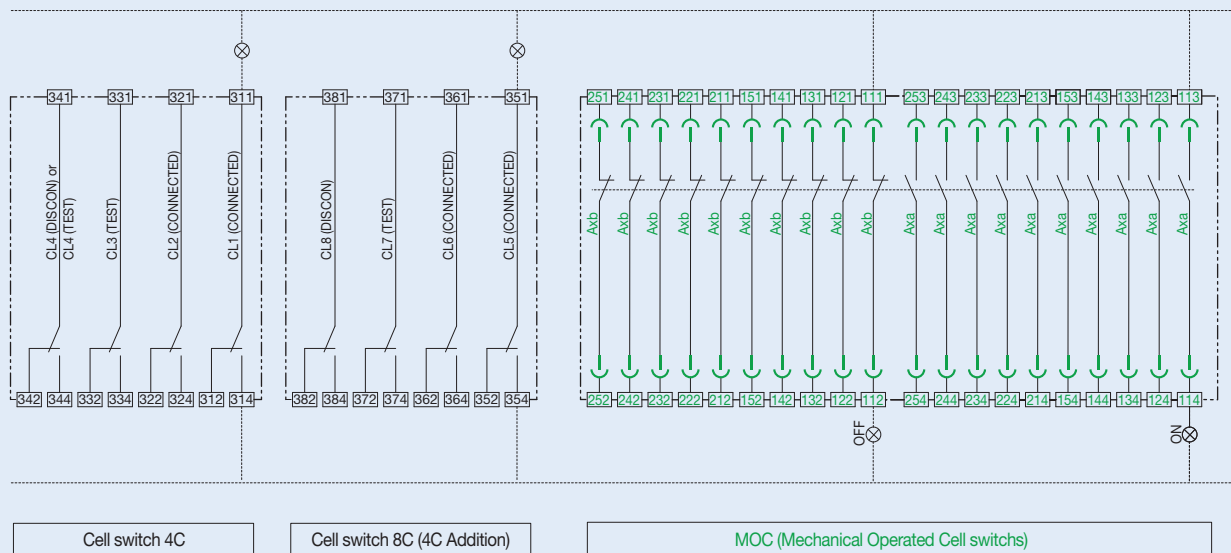 341 331 321 311 381 371 361 351 251 241 231 221 211 151 141 131 121 111 253 243 233 223 213 153 143 133 123 113
CL4 (DISCON) or
CL4 (TEST)
CL3 (TEST)
CL2 (CONNECTED)
CL1 (CONNECTED)
CL8 (DISCON)
CL7 (TEST)
CL6 (CONNECTED)
CL5 (CONNECTED)
Axb Axb Axb Axb Axb Axb Axb Axb Axb Axb Axa Axa Axa Axa Axa Axa Axa Axa Axa Axa
342 344 332 334 322 324 312 314 382 384 372 374 362 364 352 354 252 242 232 222 212 152 142 132 122 112 254 244 234 224 214 154 144 134 124 114
OFF
ON
Cell switch 4C
Cell switch 8C (4C Addition)
MOC (Mechanical Operated Cell switchs)